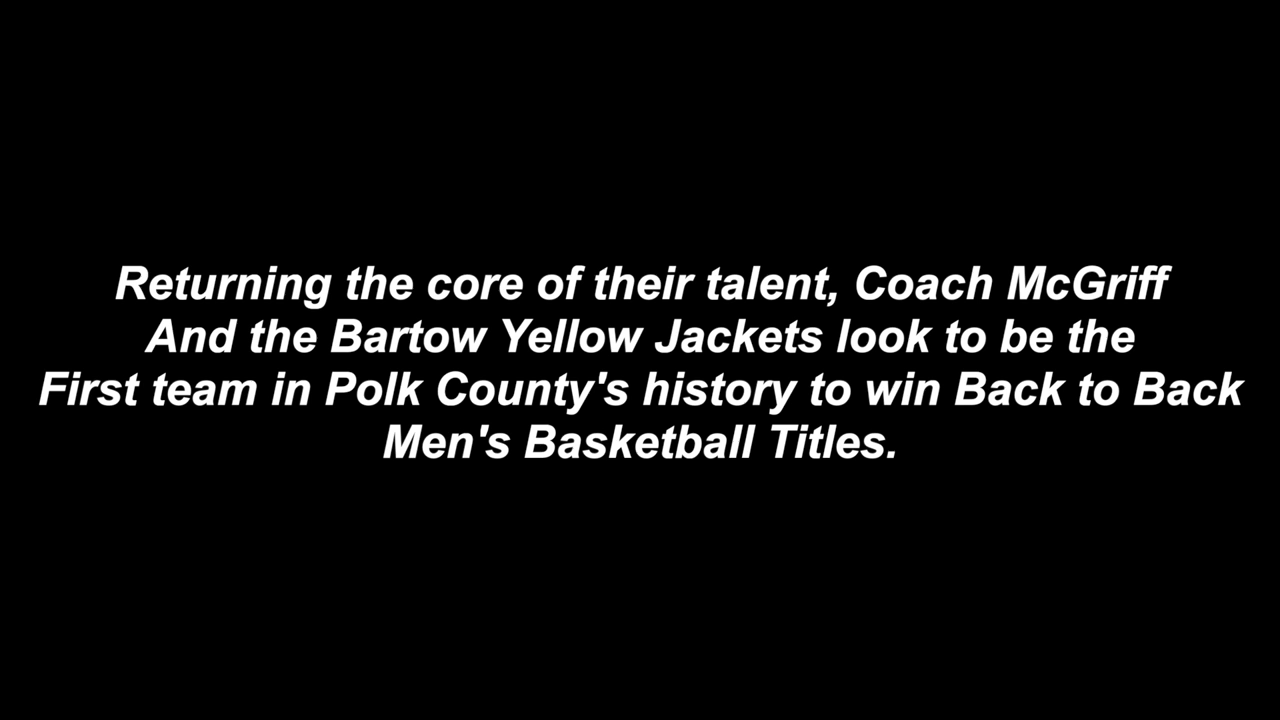 Returning the core of their talent, Coach McGriff
And the Bartow Yellow Jackets look to be the
First team in Polk County's history to win Back to Back
Men's Basketball Titles.